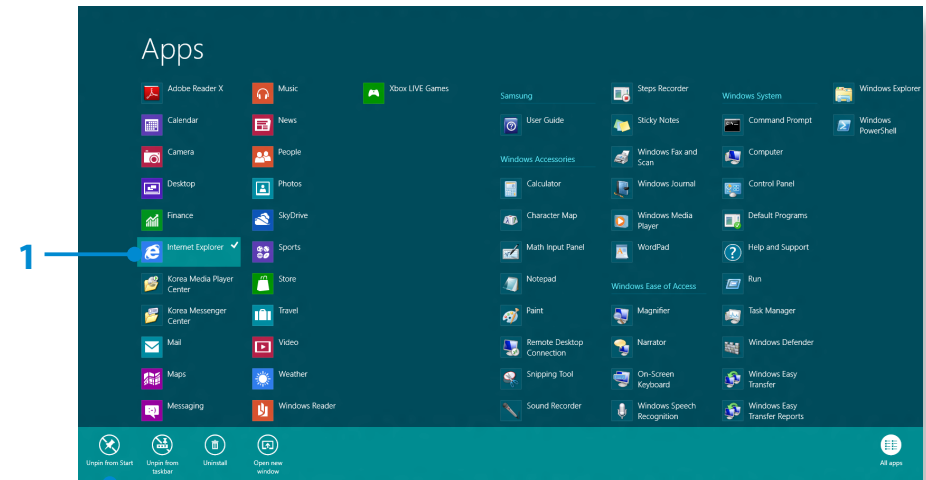 Apps
Adobe Reader X
Calendar
Camera
Desktop
Finance
1
Internet Explorer
Korea Media Player
Center
Korea Messenger
Center
Mail
Maps
Messaging
Music
News
People
Photos
SkyDrive
Sports
Store
Travel
Video
Weather
Windows Reader
Xbox LIVE Games
Samsung
User Guide
Windows Accessories
Calculator
Character Map
Math Input Panel
Notepad
Paint
Remote Desktop
Connection
Snipping Tool
Sound Recorder
Steps Recorder
Sticky Notes
Windows Fax and
Scan
Windows Journal
Windows Media
Player
WordPad
Windows Ease of Access
Magnifier
Narrator
On-Screen
Keyboard
Windows Speech
Recognition
Windows System
Command Prompt
Computer
Control Panel
Default Programs
Help and Support
Run
Task Manager
Windows Defender
Windows Easy
Transfer
Windows Easy
Transfer Reports
Windows Explorer
Windows
PowerShell
Unpin from Start
Unpin from
taskbar
Uninstall
Open new
window
All apps